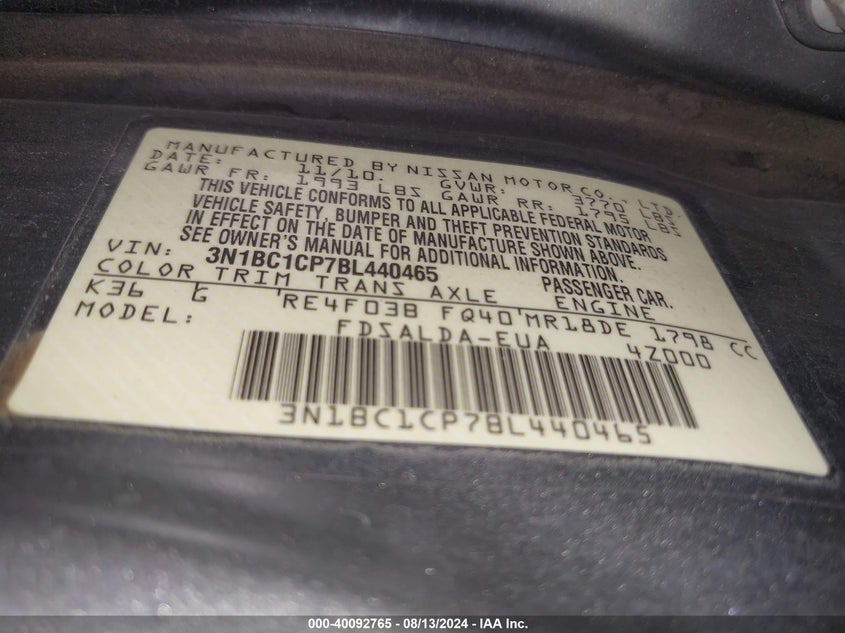 MANUFACTURED BY NISSAN MOTOR CO., LTD.
DATE: 11/10. GVWR: 3770 LBS
GAWR FR: 1993 LBS GAWR RR: 1795 LBS
THIS VEHICLE CONFORMS TO ALL APPLICABLE FEDERAL MOTOR
VEHICLE SAFETY, BUMPER AND THEFT PREVENTION STANDARDS
IN EFFECT ON THE DATE OF MANUFACTURE SHOWN ABOVE.
SEE OWNER'S MANUAL FOR ADDITIONAL INFORMATION.
VIN: 3N1BC1CP7BL440465 PASSENGER CAR.
COLOR TRIM TRANS AXLE ENGINE
K36 G RE4F03B FQ40 MR18DE 1798 CC
MODEL: FDSALDA-EUA 4Z000
3N1BC1CP7BL440465
000-40092765 - 08/13/2024 - IAA Inc.